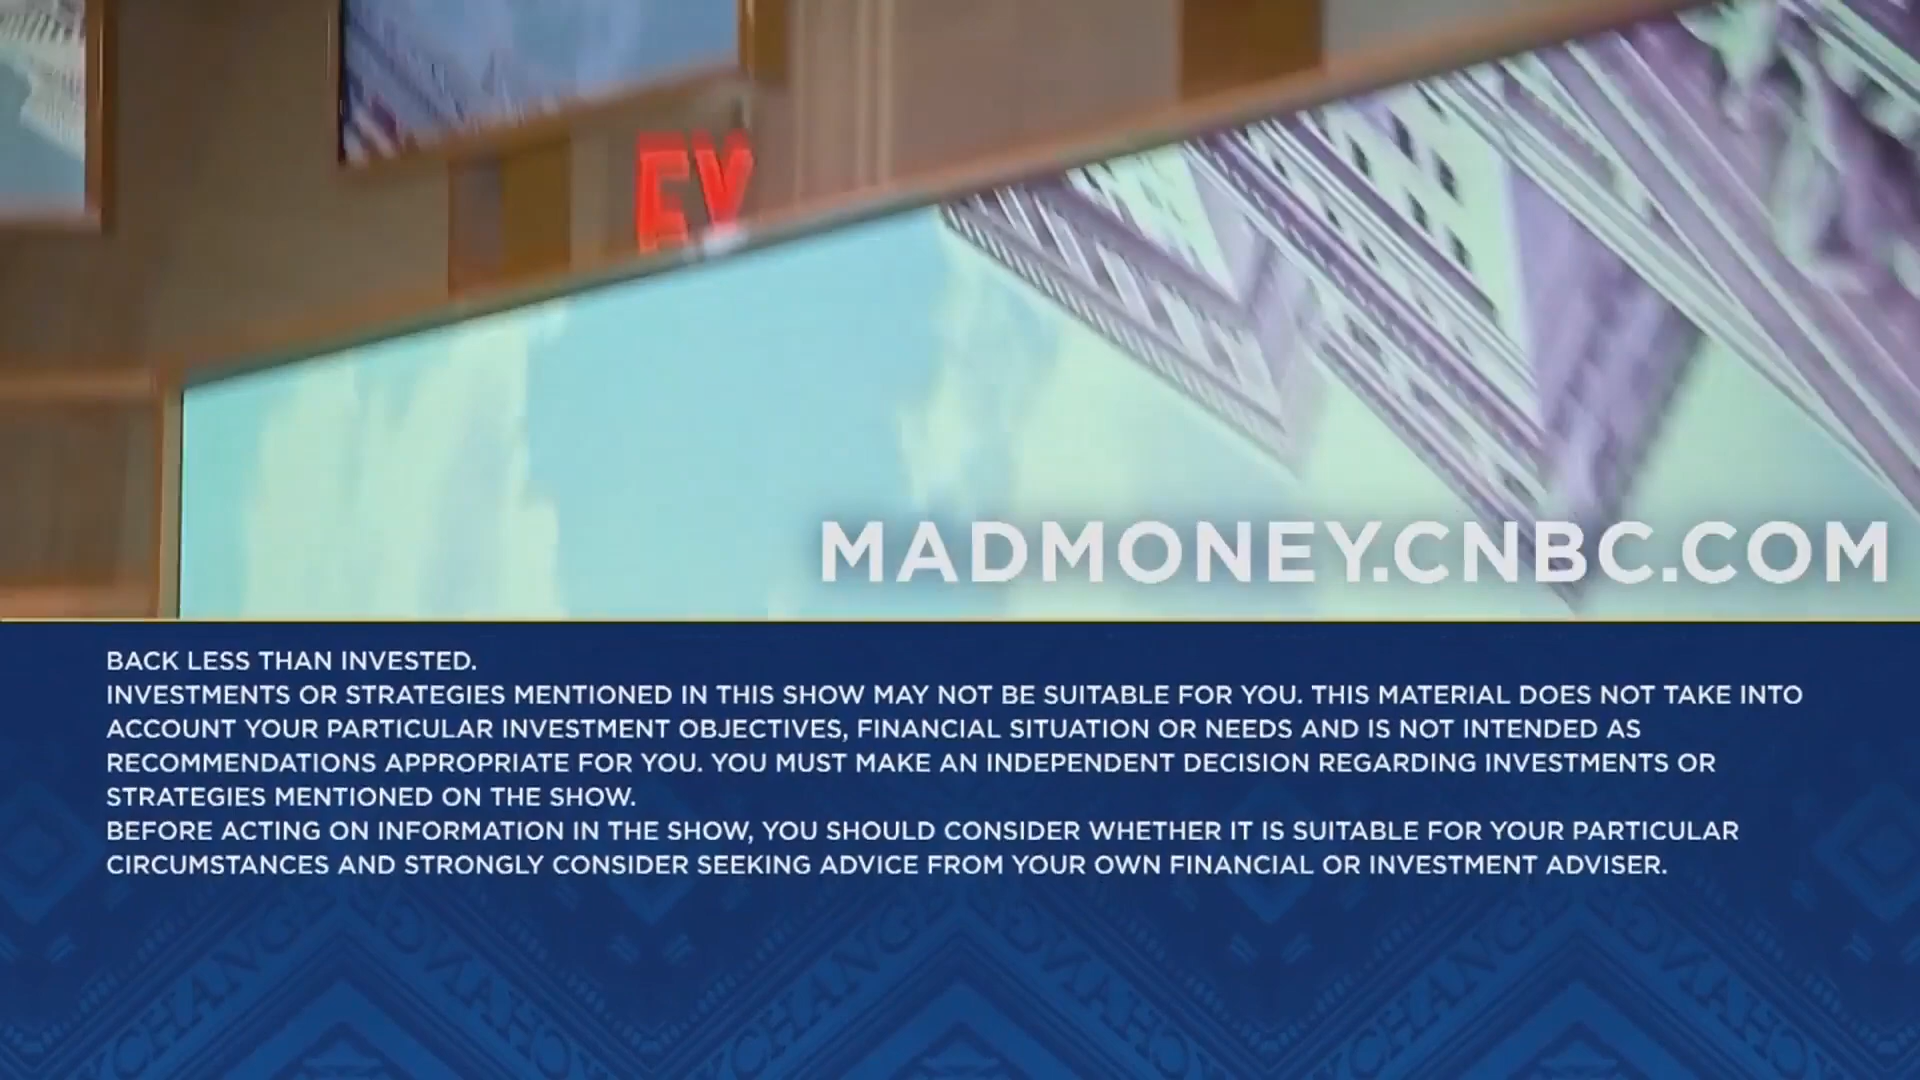 EX
MADMONEY.CNBC.COM
BACK LESS THAN INVESTED.
INVESTMENTS OR STRATEGIES MENTIONED IN THIS SHOW MAY NOT BE SUITABLE FOR YOU. THIS MATERIAL DOES NOT TAKE INTO
ACCOUNT YOUR PARTICULAR INVESTMENT OBJECTIVES, FINANCIAL SITUATION OR NEEDS AND IS NOT INTENDED AS
RECOMMENDATIONS APPROPRIATE FOR YOU. YOU MUST MAKE AN INDEPENDENT DECISION REGARDING INVESTMENTS OR
STRATEGIES MENTIONED ON THE SHOW.
BEFORE ACTING ON INFORMATION IN THE SHOW, YOU SHOULD CONSIDER WHETHER IT IS SUITABLE FOR YOUR PARTICULAR
CIRCUMSTANCES AND STRONGLY CONSIDER SEEKING ADVICE FROM YOUR OWN FINANCIAL OR INVESTMENT ADVISER.